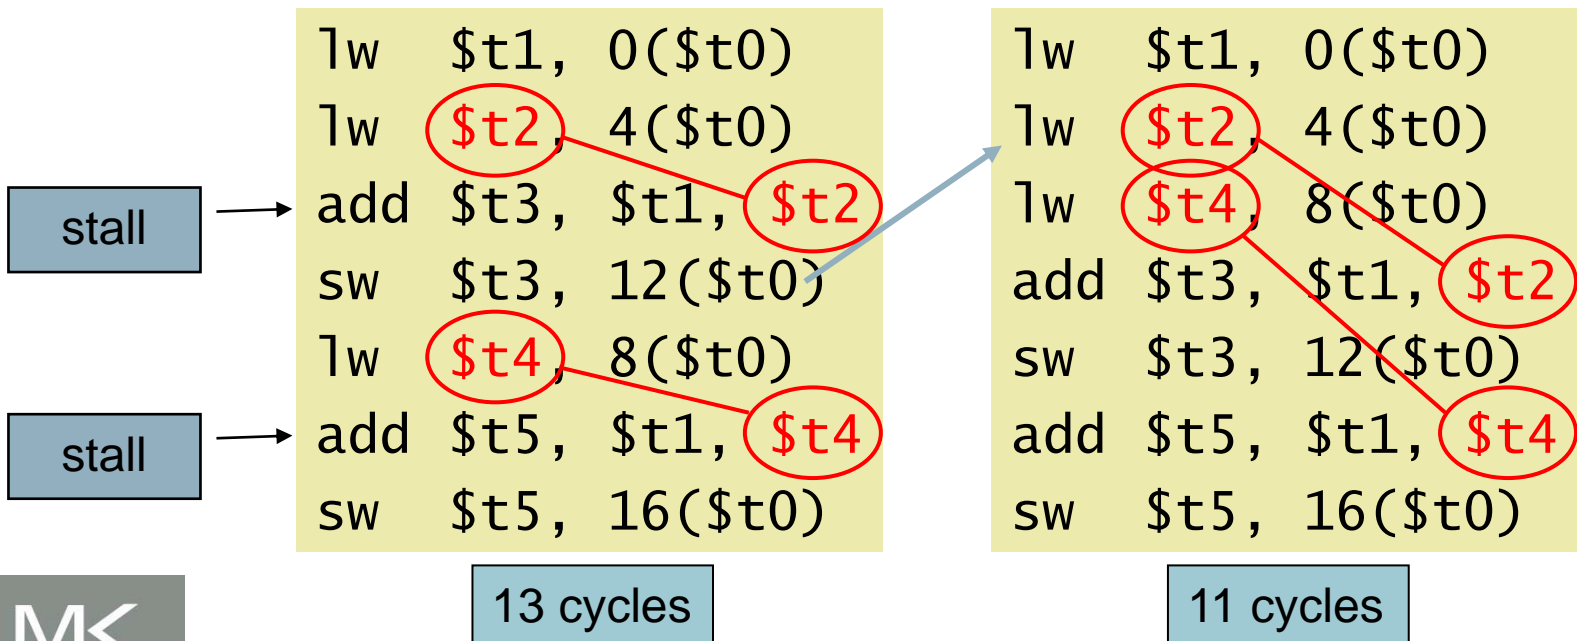 lw $t1, 0($t0)
lw $t2, 4($t0)
add $t3, $t1, $t2
sw $t3, 12($t0)
lw $t4, 8($t0)
add $t5, $t1, $t4
sw $t5, 16($t0)
stall
stall
13 cycles
lw $t1, 0($t0)
lw $t2, 4($t0)
lw $t4, 8($t0)
add $t3, $t1, $t2
sw $t3, 12($t0)
add $t5, $t1, $t4
sw $t5, 16($t0)
11 cycles
MK